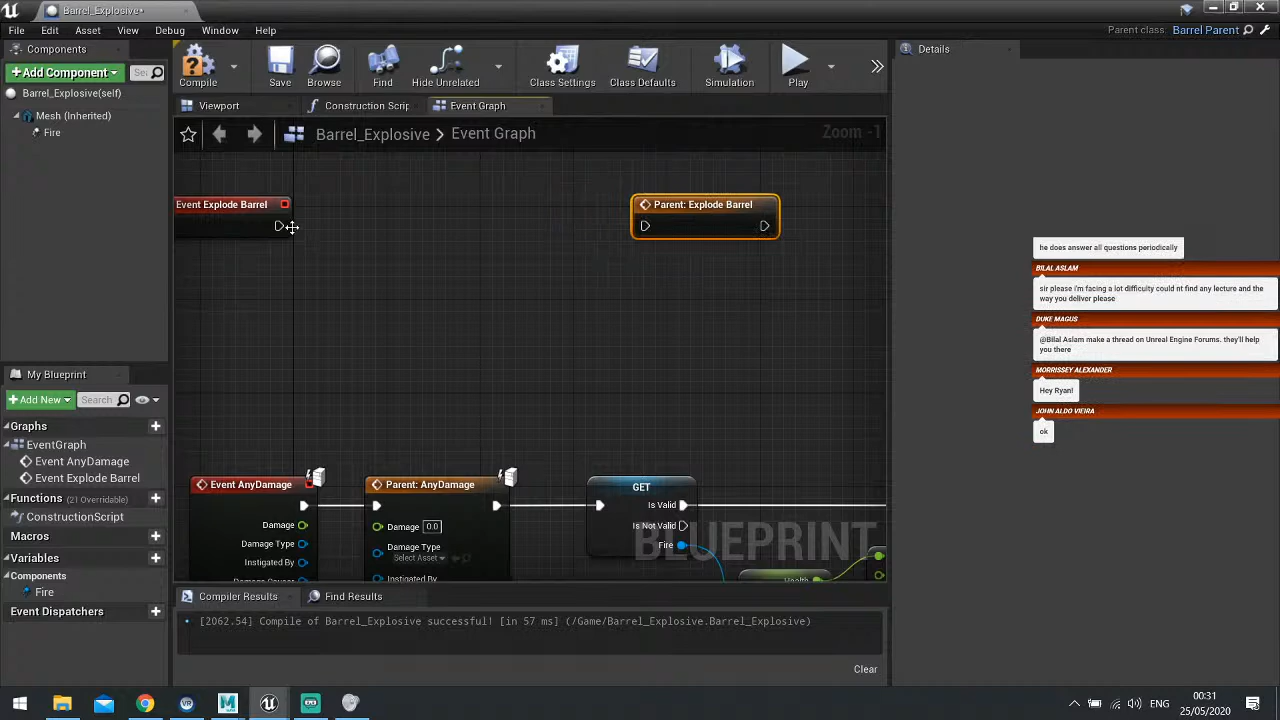 Barrel_Explosive*
File
Edit
Asset
View
Debug
Window
Help
Parent class:
Barrel Parent
Components
+Add Component
Sea
Barrel_Explosive(self)
Mesh (Inherited)
Fire
Compile
Save
Browse
Find
Hide Unrelated
Class Settings
Class Defaults
Simulation
Play
Details
Viewport
Construction Scrip
Event Graph
Barrel_Explosive > Event Graph
Zoom -1
Event Explode Barrel
Parent: Explode Barrel
Event AnyDamage
Damage
Damage Type
Instigated By
Parent: AnyDamage
Damage 0.0
Damage Type
Select Asset
Instigated By
GET
Is Valid
Is Not Valid
Fire
Health
BLUEPRINT
My Blueprint
+Add New
Search
Graphs
EventGraph
Event AnyDamage
Event Explode Barrel
Functions (21 Overridable)
ConstructionScript
Macros
Variables
Components
Fire
Event Dispatchers
Compiler Results
Find Results
[2062.54] Compile of Barrel_Explosive successful! [in 57 ms] (/Game/Barrel_Explosive.Barrel_Explosive)
Clear
he does answer all questions periodically
BILAL ASLAM
sir please i'm facing a lot difficulty could nt find any lecture and the
way you deliver please
DUKE MAGUS
@Bilal Aslam make a thread on Unreal Engine Forums. they'll help
you there
MORRISSEY ALEXANDER
Hey Ryan!
JOHN ALDO VIEIRA
ok
ENG
00:31
25/05/2020